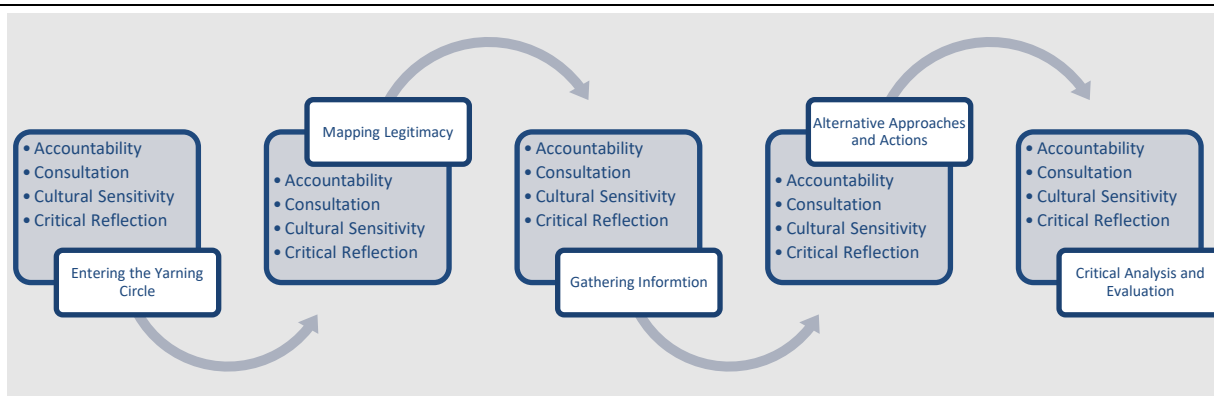 • Accountability
• Consultation
• Cultural Sensitivity
• Critical Reflection
Entering the Yarning
Circle
Mapping Legitimacy
• Accountability
• Consultation
• Cultural Sensitivity
• Critical Reflection
• Accountability
• Consultation
• Cultural Sensitivity
• Critical Reflection
Gathering Informtion
Alternative Approaches
and Actions
• Accountability
• Consultation
• Cultural Sensitivity
• Critical Reflection
• Accountability
• Consultation
• Cultural Sensitivity
• Critical Reflection
Critical Analysis and
Evaluation